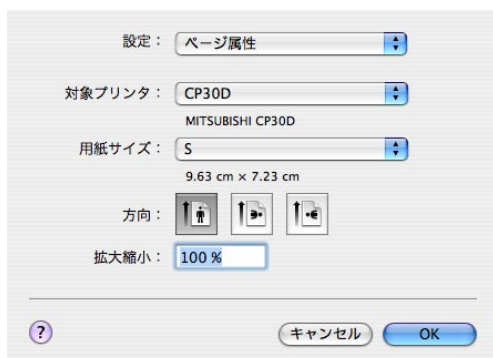 設定： ページ属性
対象プリンタ： CP30D
MITSUBISHI CP30D
用紙サイズ： S
9.63 cm × 7.23 cm
方向：
拡大縮小： 100 %
? キャンセル OK